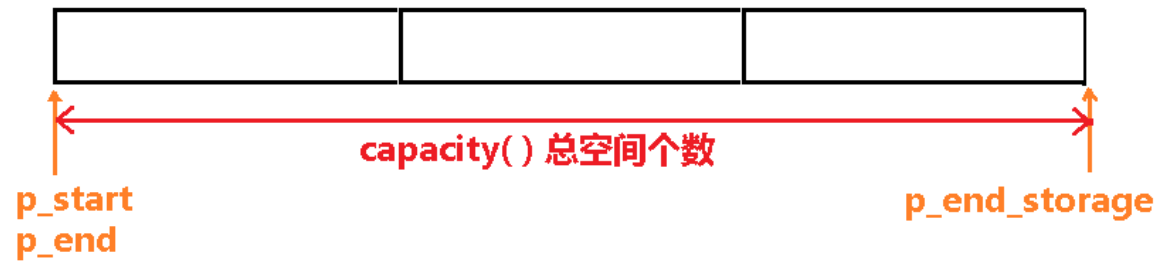 capacity( ) 总空间个数
p_start
p_end_storage
p_end